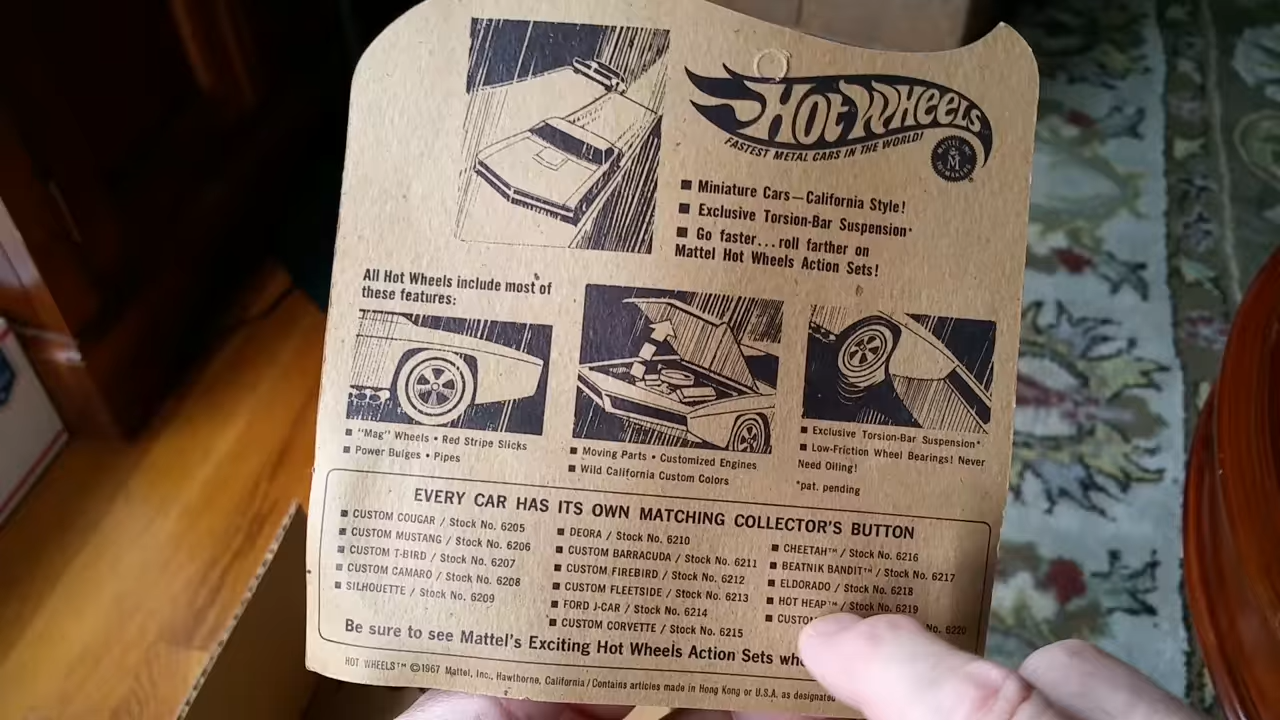 HOT WHEELS
FASTEST METAL CARS IN THE WORLD!
MATTEL, INC.
TOYMAKERS
M
®
■ Miniature Cars—California Style!
■ Exclusive Torsion-Bar Suspension*
■ Go faster...roll farther on
Mattel Hot Wheels Action Sets!
All Hot Wheels include most of
these features:
■ "Mag" Wheels • Red Stripe Slicks
■ Power Bulges • Pipes
■ Moving Parts • Customized Engines
■ Wild California Custom Colors
■ Exclusive Torsion-Bar Suspension*
■ Low-Friction Wheel Bearings! Never
Need Oiling!
*pat. pending
EVERY CAR HAS ITS OWN MATCHING COLLECTOR'S BUTTON
■ CUSTOM COUGAR / Stock No. 6205
■ CUSTOM MUSTANG / Stock No. 6206
■ CUSTOM T-BIRD / Stock No. 6207
■ CUSTOM CAMARO / Stock No. 6208
■ SILHOUETTE / Stock No. 6209
■ DEORA / Stock No. 6210
■ CUSTOM BARRACUDA / Stock No. 6211
■ CUSTOM FIREBIRD / Stock No. 6212
■ CUSTOM FLEETSIDE / Stock No. 6213
■ FORD J-CAR / Stock No. 6214
■ CUSTOM CORVETTE / Stock No. 6215
■ CHEETAH™ / Stock No. 6216
■ BEATNIK BANDIT™ / Stock No. 6217
■ ELDORADO / Stock No. 6218
■ HOT HEAP™ / Stock No. 6219
■ No. 6220
Be sure to see Mattel's Exciting Hot Wheels Action Sets
HOT WHEELS™ ©1967 Mattel, Inc., Hawthorne, California / Contains articles made in Hong Kong or U.S.A. as designated